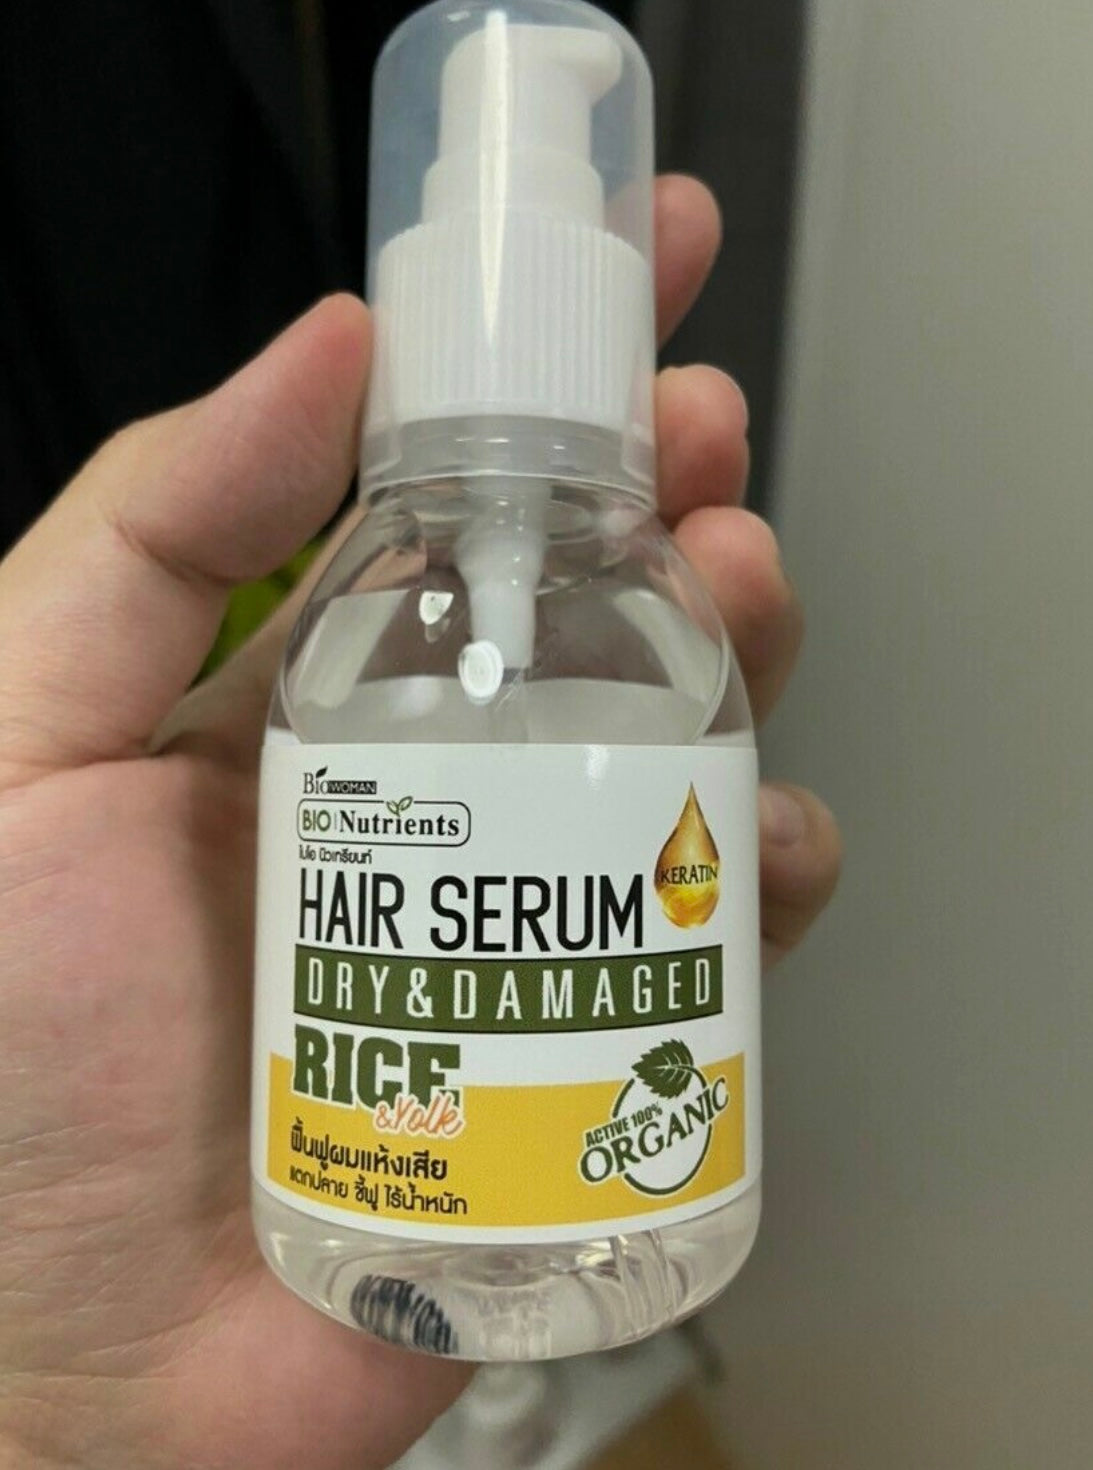 Bio WOMAN
BIO Nutrients
ไบโอ นิวเทรียนท์
HAIR SERUM
KERATIN
DRY&DAMAGED
RICE
&Yolk
ACTIVE 100%
ORGANIC
ฟื้นฟูผมแห้งเสีย
แตกปลาย ชี้ฟู ไร้น้ำหนัก